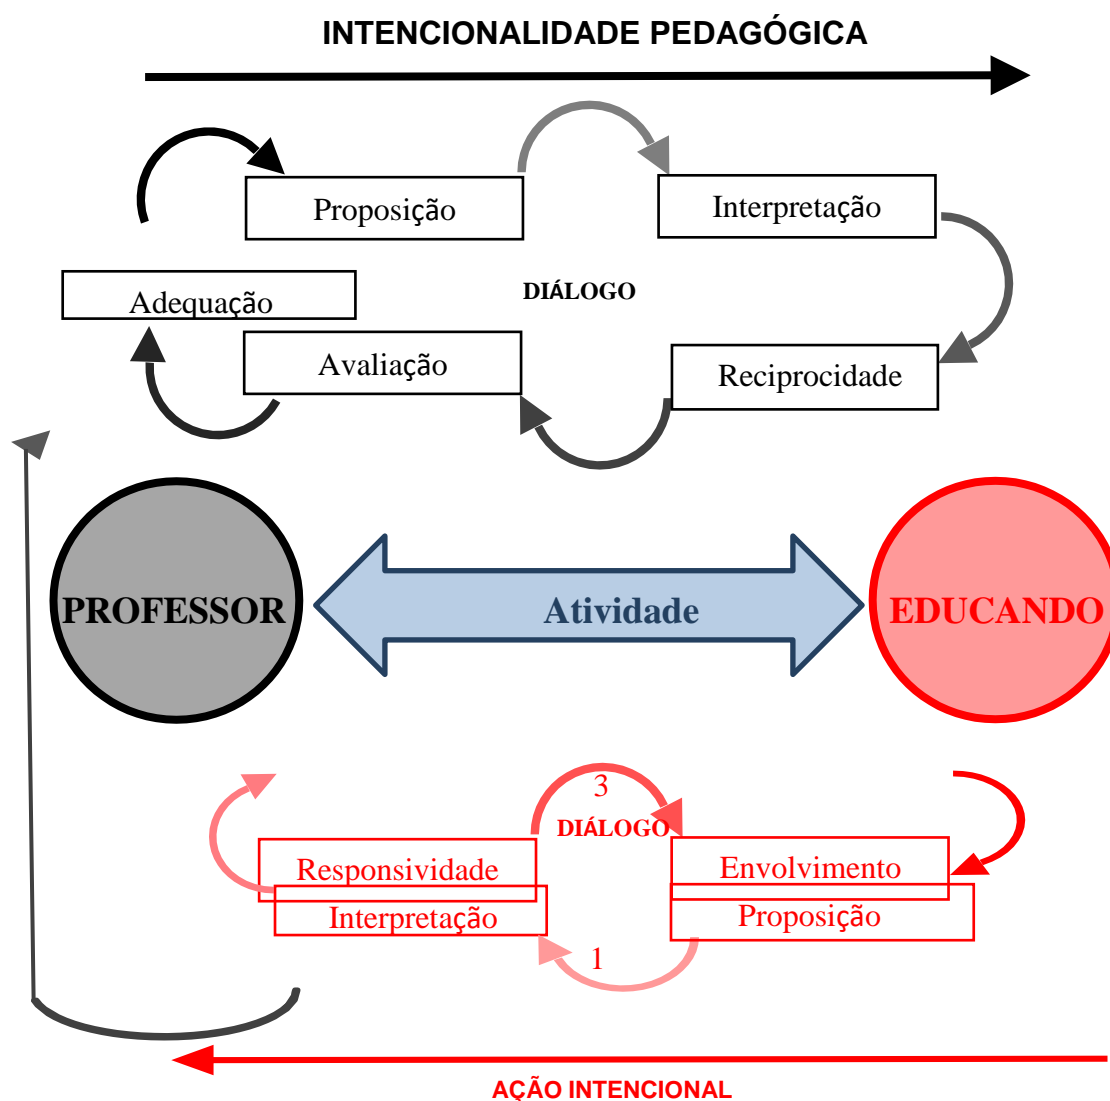 INTENCIONALIDADE PEDAGÓGICA
Proposição
Interpretação
Adequação
DIÁLOGO
Avaliação
Reciprocidade
PROFESSOR
Atividade
EDUCANDO
3
DIÁLOGO
Responsividade
Envolvimento
Interpretação
Proposição
1
AÇÃO INTENCIONAL